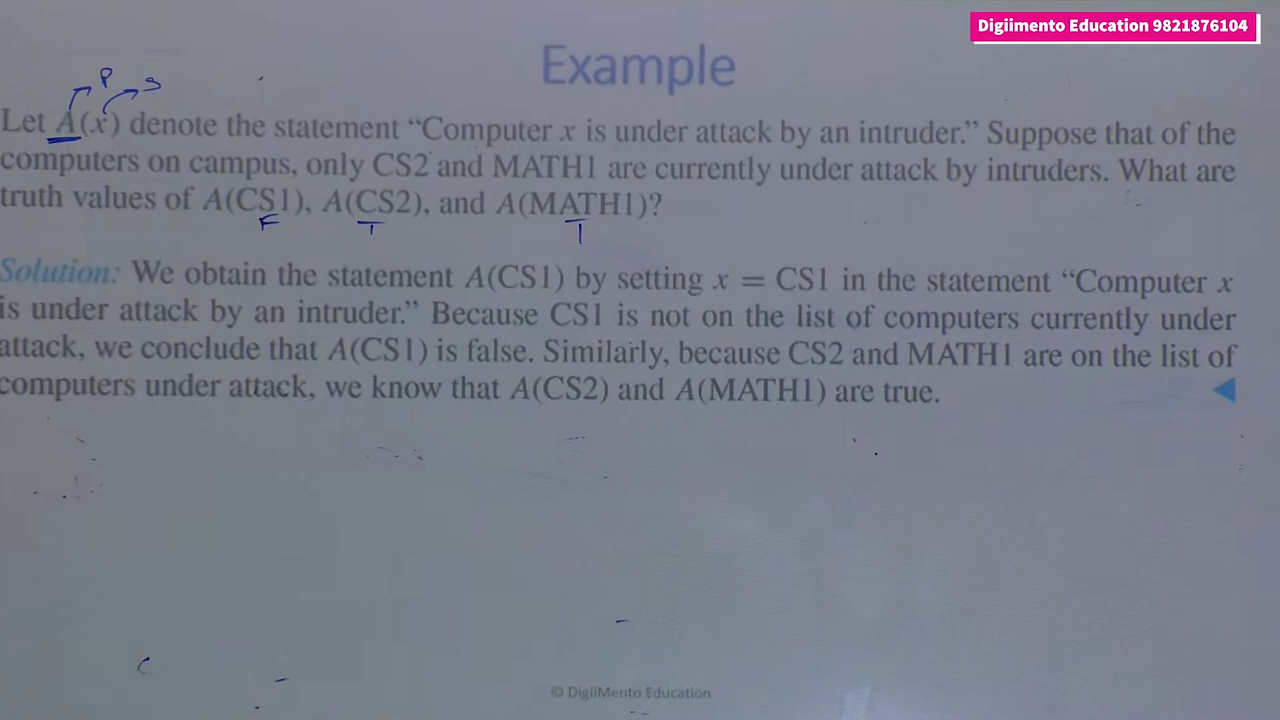 Digiimento Education 9821876104
Example
P S
Let A(x) denote the statement “Computer x is under attack by an intruder.” Suppose that of the
computers on campus, only CS2 and MATH1 are currently under attack by intruders. What are
truth values of A(CS1), A(CS2), and A(MATH1)?
F T T
Solution: We obtain the statement A(CS1) by setting x = CS1 in the statement “Computer x
is under attack by an intruder.” Because CS1 is not on the list of computers currently under
attack, we conclude that A(CS1) is false. Similarly, because CS2 and MATH1 are on the list of
computers under attack, we know that A(CS2) and A(MATH1) are true.
© DigiiMento Education